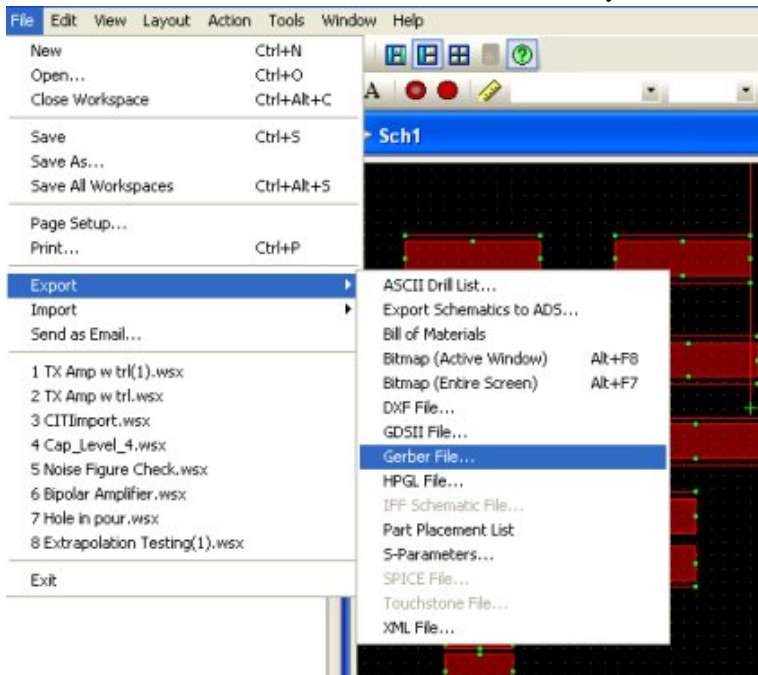 File Edit View Layout Action Tools Window Help
New Ctrl+N
Open... Ctrl+O
Close Workspace Ctrl+Alt+C
A
Save Ctrl+S
Sch1
Save As...
Save All Workspaces Ctrl+Alt+S
Page Setup...
Print... Ctrl+P
Export
Import
Send as Email...
1 TX Amp w trl(1).wsx
2 TX Amp w trl.wsx
3 CITIimport.wsx
4 Cap_Level_4.wsx
5 Noise Figure Check.wsx
6 Bipolar Amplifier.wsx
7 Hole in pour.wsx
8 Extrapolation Testing(1).wsx
Exit
ASCII Drill List...
Export Schematics to ADS...
Bill of Materials
Bitmap (Active Window) Alt+F8
Bitmap (Entire Screen) Alt+F7
DXF File...
GDSII File...
Gerber File...
HPGL File...
IFF Schematic File...
Part Placement List
S-Parameters...
SPICE File...
Touchstone File...
XML File...